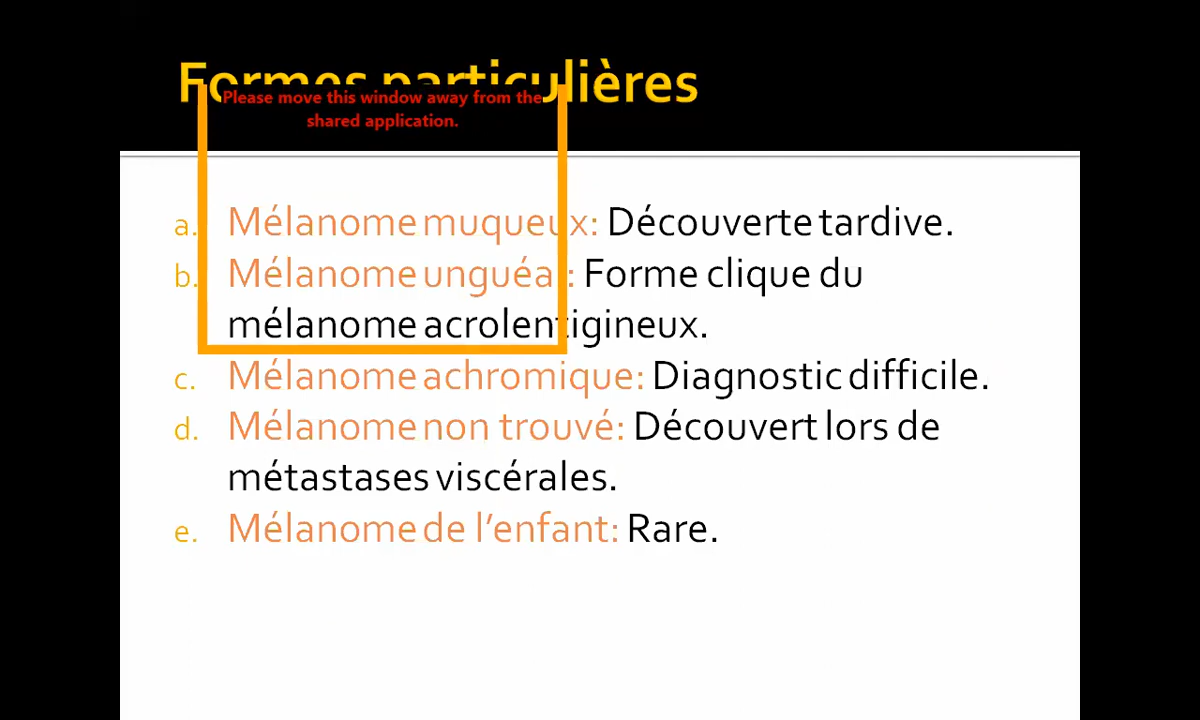 Formes particulières
Please move this window away from the
shared application.
a. Mélanome muqueux: Découverte tardive.
b. Mélanome unguéal : Forme clique du
mélanome acrolentigineux.
c. Mélanome achromique: Diagnostic difficile.
d. Mélanome non trouvé: Découvert lors de
métastases viscérales.
e. Mélanome de l’enfant: Rare.